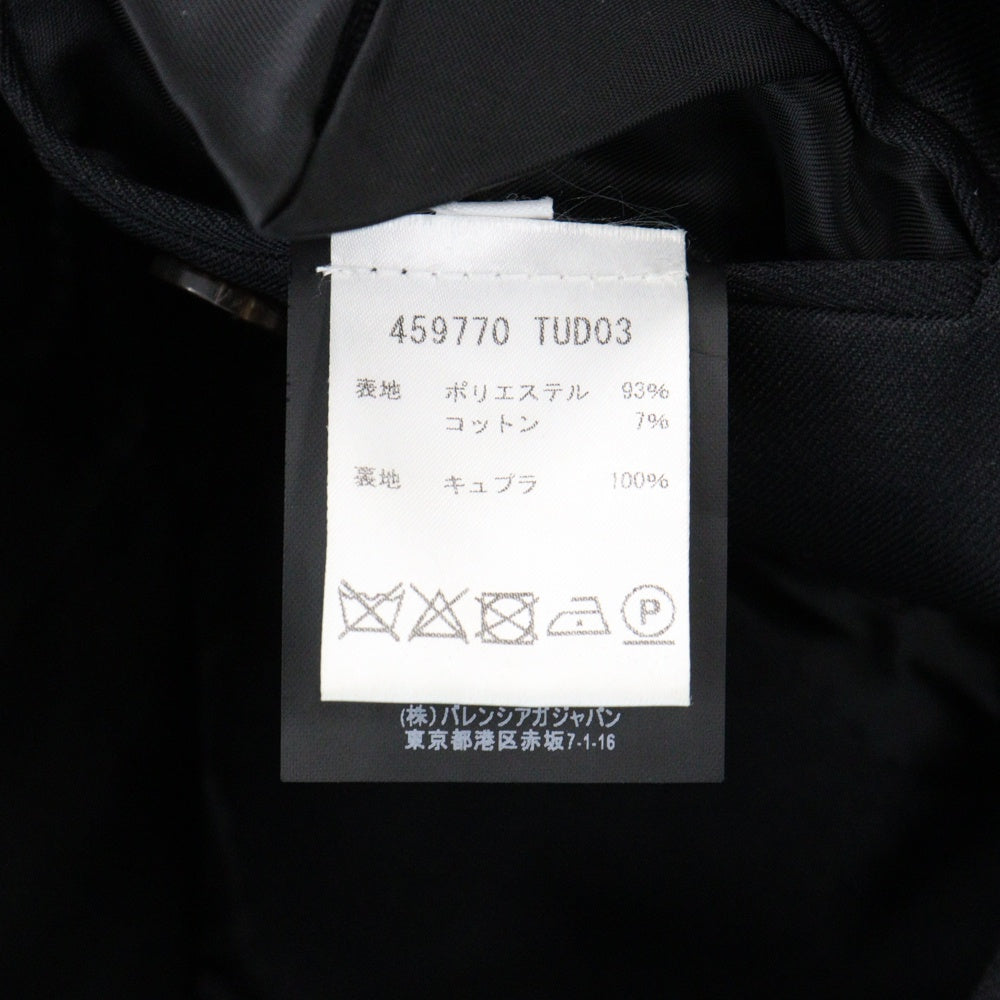 459770 TUD03
表地 ポリエステル 93%
コットン 7%
裏地 キュプラ 100%
P
(株)バレンシアガジャパン
東京都港区赤坂7-1-16